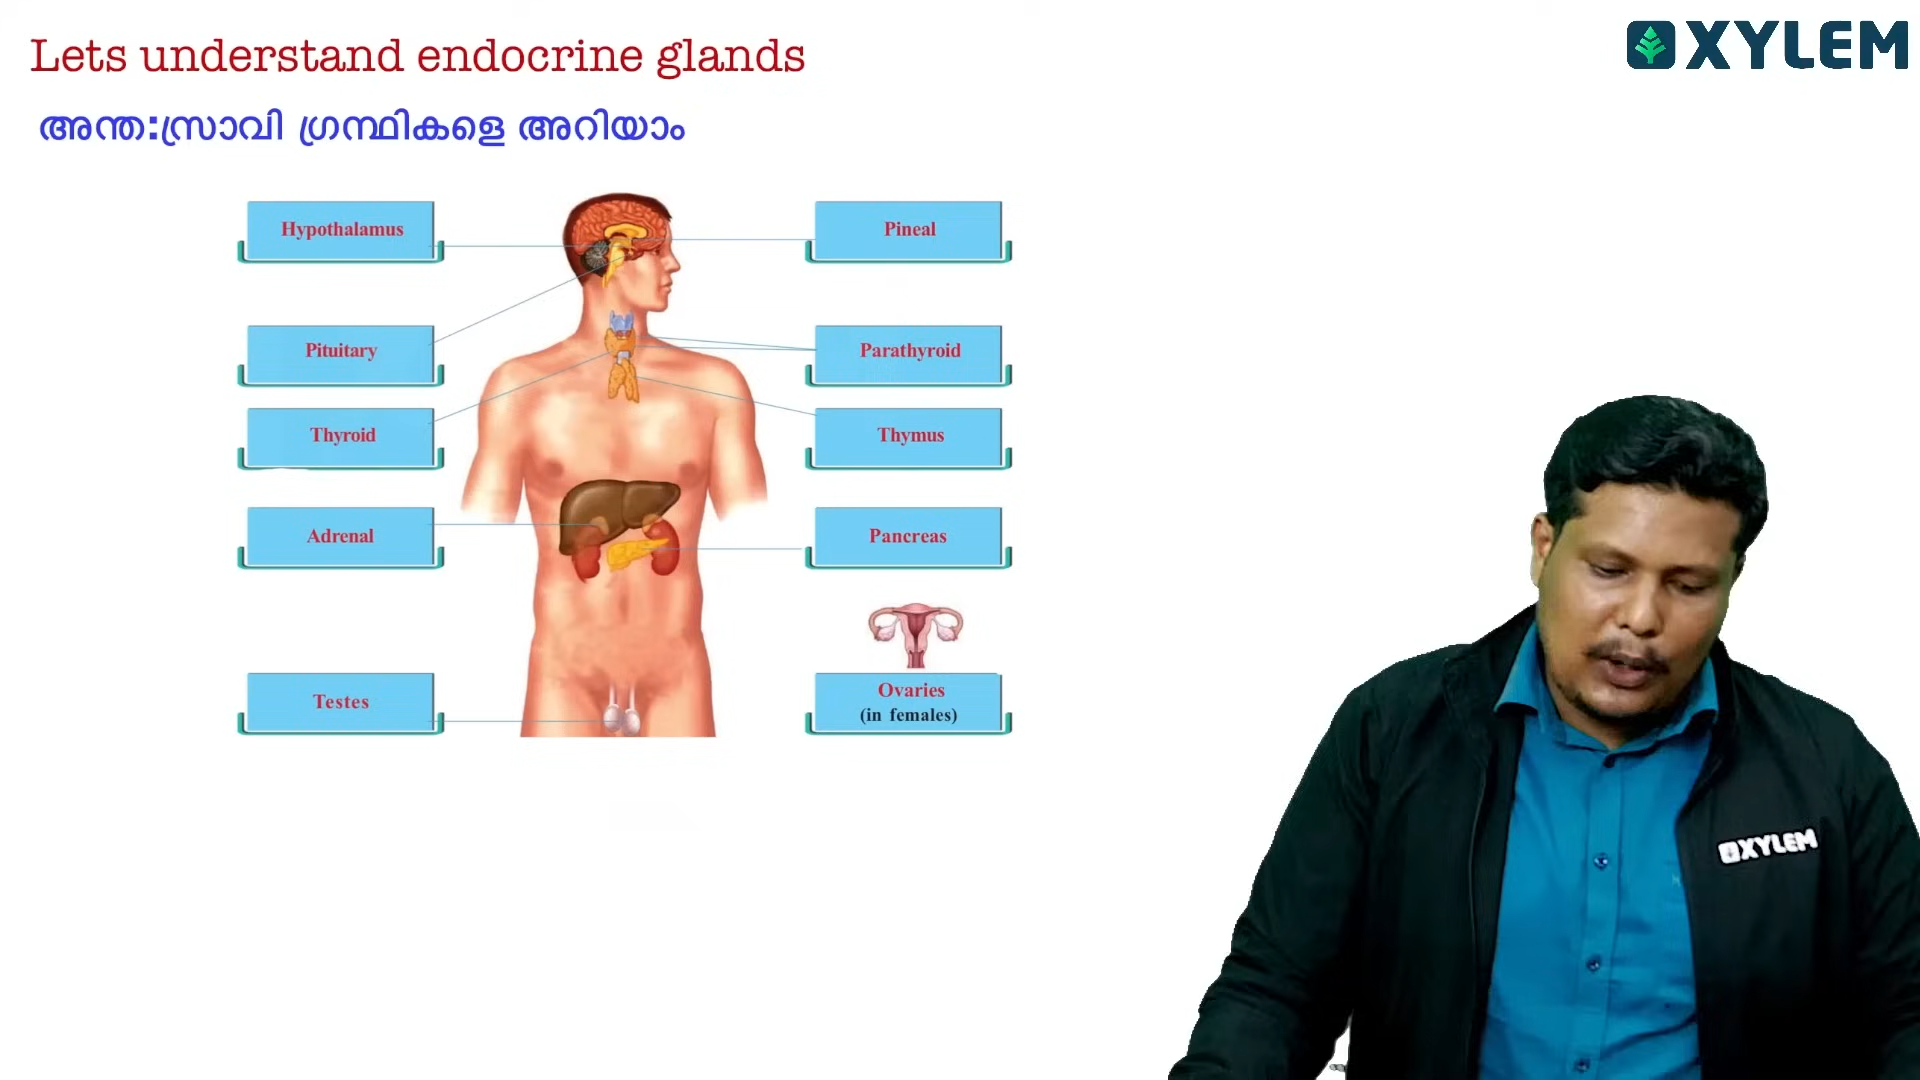 Lets understand endocrine glands
XYLEM
അന്ത:സ്രാവി ഗ്രന്ഥികളെ അറിയാം
Hypothalamus
Pineal
Pituitary
Parathyroid
Thyroid
Thymus
Adrenal
Pancreas
Testes
Ovaries
(in females)
XYLEM